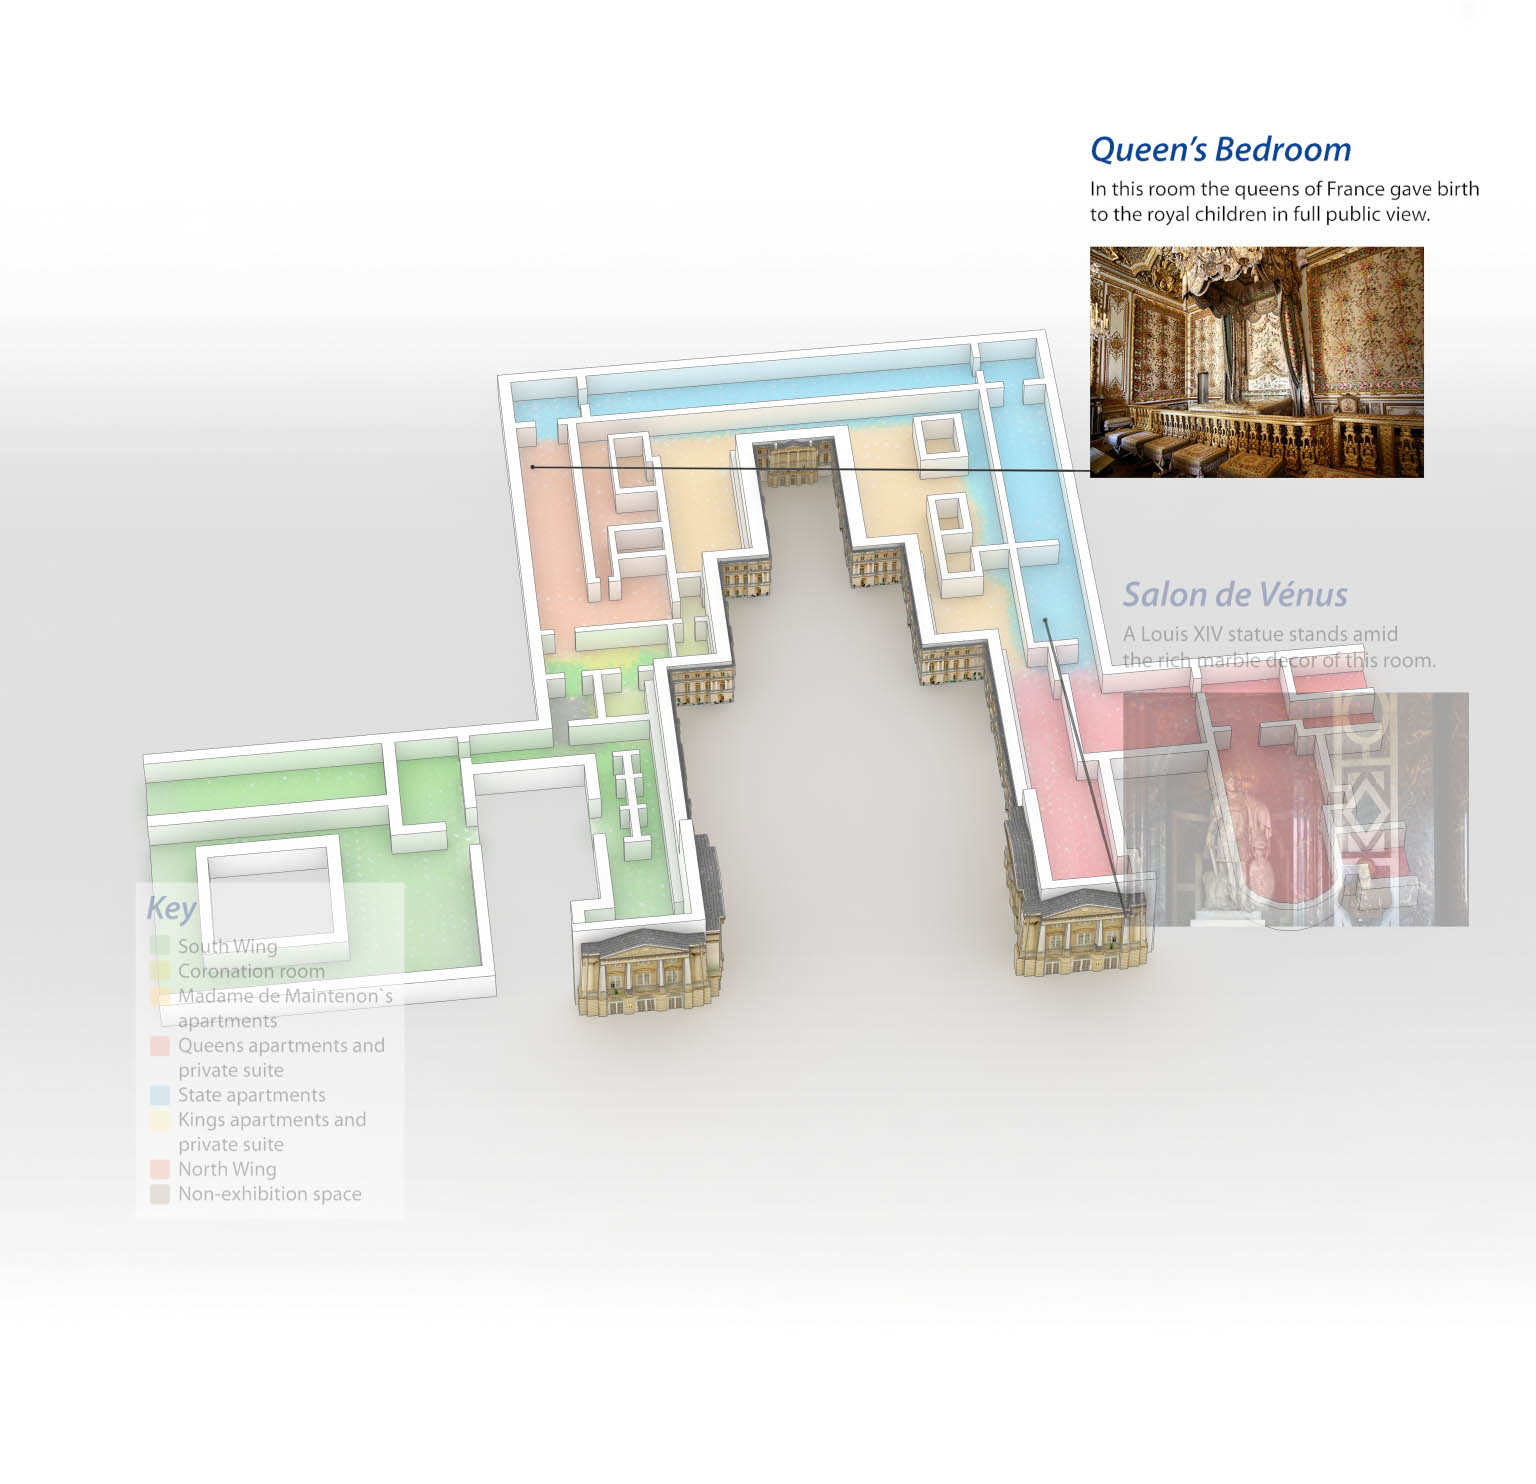 Queen’s Bedroom
In this room the queens of France gave birth
to the royal children in full public view.
Salon de Vénus
A Louis XIV statue stands amid
the rich marble decor of this room.
Key
South Wing
Coronation room
Madame de Maintenon`s
apartments
Queens apartments and
private suite
State apartments
Kings apartments and
private suite
North Wing
Non-exhibition space